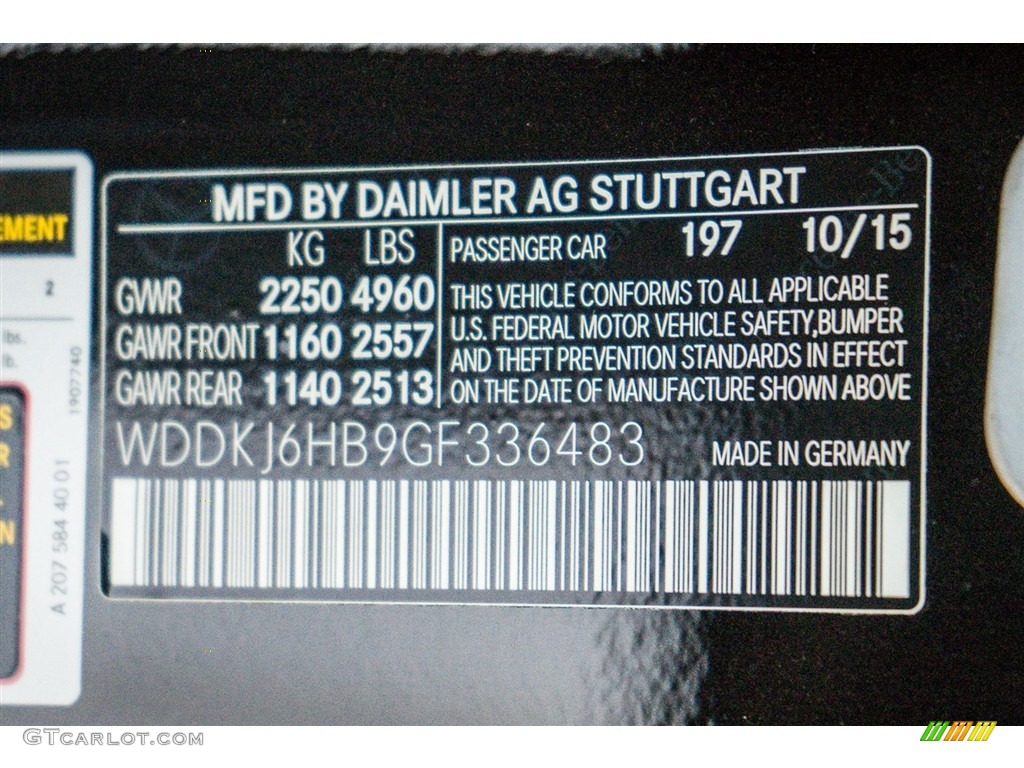 MFD BY DAIMLER AG STUTTGART
KG LBS
GVWR 2250 4960
GAWR FRONT 1160 2557
GAWR REAR 1140 2513
PASSENGER CAR 197 10/15
THIS VEHICLE CONFORMS TO ALL APPLICABLE
U.S. FEDERAL MOTOR VEHICLE SAFETY,BUMPER
AND THEFT PREVENTION STANDARDS IN EFFECT
ON THE DATE OF MANUFACTURE SHOWN ABOVE
WDDKJ6HB9GF336483 MADE IN GERMANY
EMENT
2
lbs.
lb.
1907740
A 207 584 40 01
S
R
N
GTCARLOT.COM